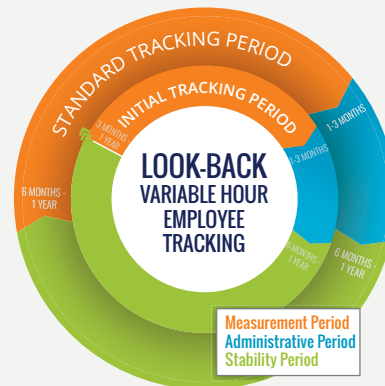 STANDARD TRACKING PERIOD
INITIAL TRACKING PERIOD
3 MONTHS
1 YEAR
1-3 MONTHS
1-3 MONTHS
6 MONTHS -
1 YEAR
6 MONTHS -
1 YEAR
6 MONTHS -
1 YEAR
LOOK-BACK
VARIABLE HOUR
EMPLOYEE
TRACKING
Measurement Period
Administrative Period
Stability Period